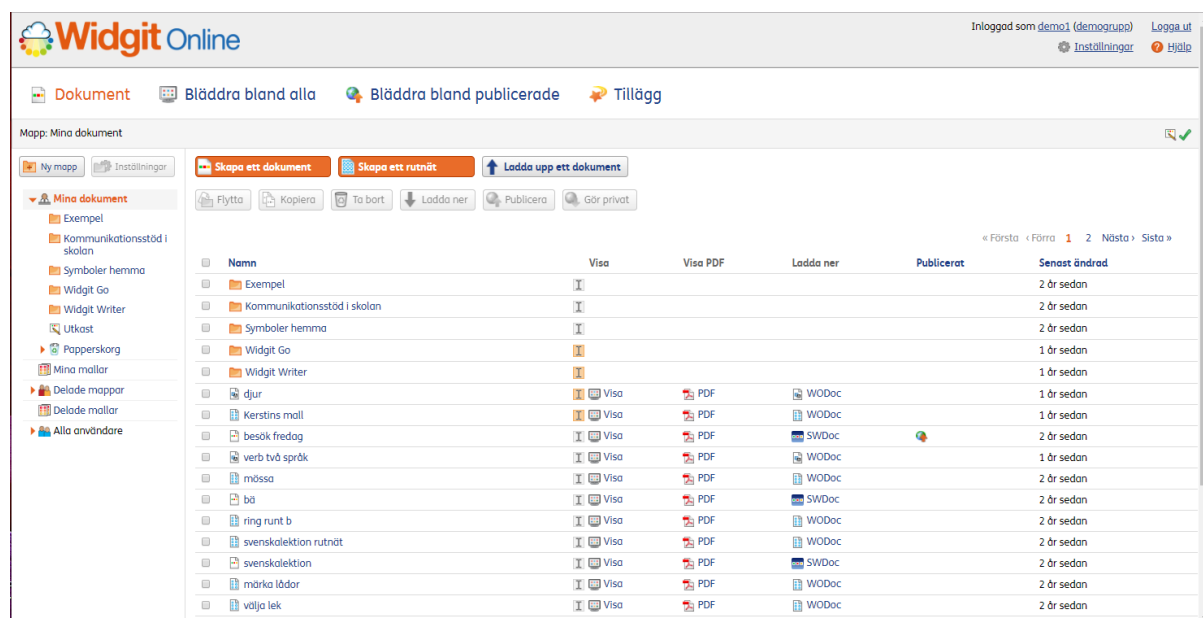 Widgit Online
Inloggad som demo1 (demogrupp) Logga ut
Inställningar Hjälp
Dokument Bläddra bland alla Bläddra bland publicerade Tillägg
Mapp: Mina dokument
Ny mapp Inställningar
Skapa ett dokument Skapa ett rutnät Ladda upp ett dokument
Flytta Kopiera Ta bort Ladda ner Publicera Gör privat
Mina dokument
Exempel
Kommunikationsstöd i
skolan
Symboler hemma
Widgit Go
Widgit Writer
Utkast
Papperskorg
Mina mallar
Delade mappar
Delade mallar
Alla användare
« Första ‹ Förra 1 2 Nästa › Sista »
Namn Visa Visa PDF Ladda ner Publicerat Senast ändrad
Exempel 2 år sedan
Kommunikationsstöd i skolan 2 år sedan
Symboler hemma 2 år sedan
Widgit Go 1 år sedan
Widgit Writer 1 år sedan
djur Visa PDF WODoc 1 år sedan
Kerstins mall Visa PDF WODoc 1 år sedan
besök fredag Visa PDF SWDoc 2 år sedan
verb två språk Visa PDF WODoc 1 år sedan
mössa Visa PDF WODoc 2 år sedan
bä Visa PDF SWDoc 2 år sedan
ring runt b Visa PDF WODoc 2 år sedan
svenskalektion rutnät Visa PDF WODoc 2 år sedan
svenskalektion Visa PDF SWDoc 2 år sedan
märka lådor Visa PDF WODoc 2 år sedan
välja lek Visa PDF WODoc 2 år sedan